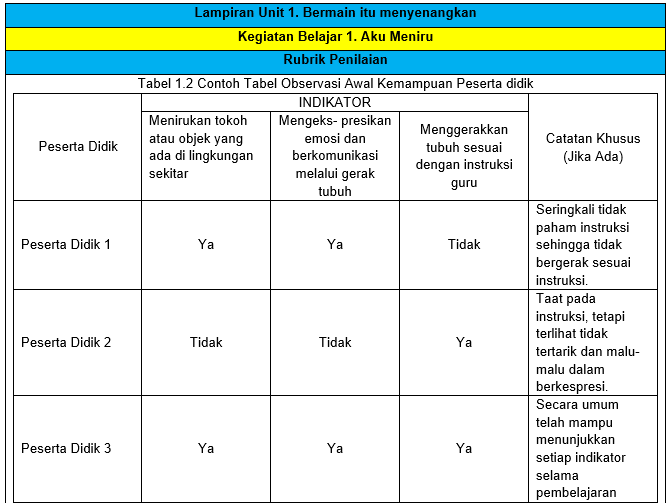 Lampiran Unit 1. Bermain itu menyenangkan
Kegiatan Belajar 1. Aku Meniru
Rubrik Penilaian
Tabel 1.2 Contoh Tabel Observasi Awal Kemampuan Peserta didik
Peserta Didik
INDIKATOR
Menirukan tokoh
atau objek yang
ada di lingkungan
sekitar
Mengeks- presikan
emosi dan
berkomunikasi
melalui gerak
tubuh
Menggerakkan
tubuh sesuai
dengan instruksi
guru
Catatan Khusus
(Jika Ada)
Peserta Didik 1
Ya
Ya
Tidak
Seringkali tidak
paham instruksi
sehingga tidak
bergerak sesuai
instruksi.
Peserta Didik 2
Tidak
Tidak
Ya
Taat pada
instruksi, tetapi
terlihat tidak
tertarik dan malu-
malu dalam
berkespresi.
Peserta Didik 3
Ya
Ya
Ya
Secara umum
telah mampu
menunjukkan
setiap indikator
selama
pembelajaran